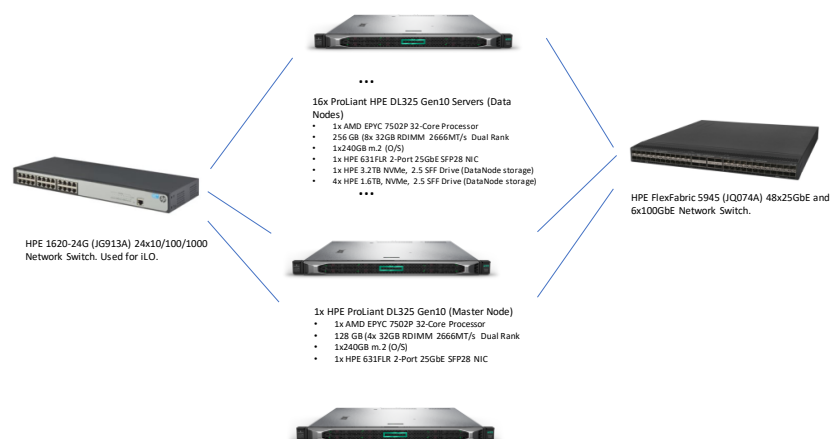 ...
16x ProLiant HPE DL325 Gen10 Servers (Data
Nodes)
• 1x AMD EPYC 7502P 32-Core Processor
• 256 GB (8x 32GB RDIMM 2666MT/s Dual Rank
• 1x240GB m.2 (O/S)
• 1x HPE 631FLR 2-Port 25GbE SFP28 NIC
• 1x HPE 3.2TB NVMe, 2.5 SFF Drive (DataNode storage)
• 4x HPE 1.6TB, NVMe, 2.5 SFF Drive (DataNode storage)
...
HPE 1620-24G (JG913A) 24x10/100/1000
Network Switch. Used for iLO.
HPE FlexFabric 5945 (JQ074A) 48x25GbE and
6x100GbE Network Switch.
1x HPE ProLiant DL325 Gen10 (Master Node)
• 1x AMD EPYC 7502P 32-Core Processor
• 128 GB (4x 32GB RDIMM 2666MT/s Dual Rank
• 1x240GB m.2 (O/S)
• 1x HPE 631FLR 2-Port 25GbE SFP28 NIC